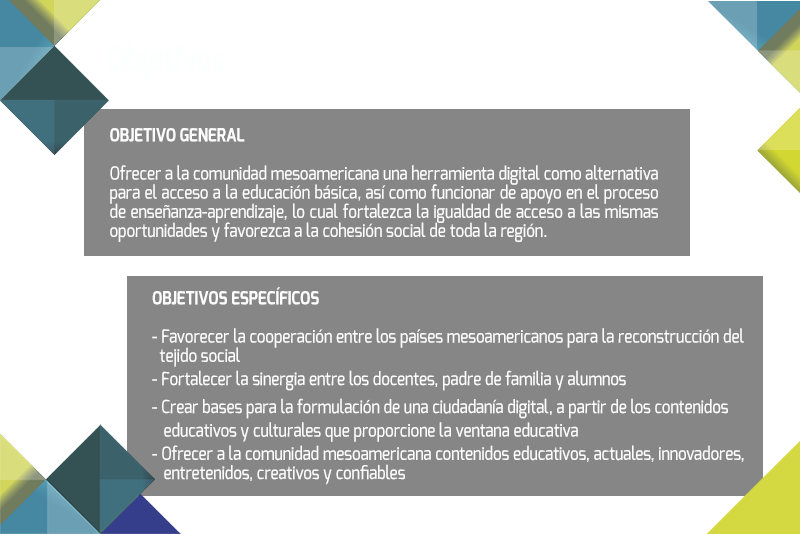 OBJETIVO GENERAL
Ofrecer a la comunidad mesoamericana una herramienta digital como alternativa
para el acceso a la educación básica, así como funcionar de apoyo en el proceso
de enseñanza-aprendizaje, lo cual fortalezca la igualdad de acceso a las mismas
oportunidades y favorezca a la cohesión social de toda la región.
OBJETIVOS ESPECÍFICOS
- Favorecer la cooperación entre los países mesoamericanos para la reconstrucción del
tejido social
- Fortalecer la sinergia entre los docentes, padre de familia y alumnos
- Crear bases para la formulación de una ciudadanía digital, a partir de los contenidos
educativos y culturales que proporcione la ventana educativa
- Ofrecer a la comunidad mesoamericana contenidos educativos, actuales, innovadores,
entretenidos, creativos y confiables